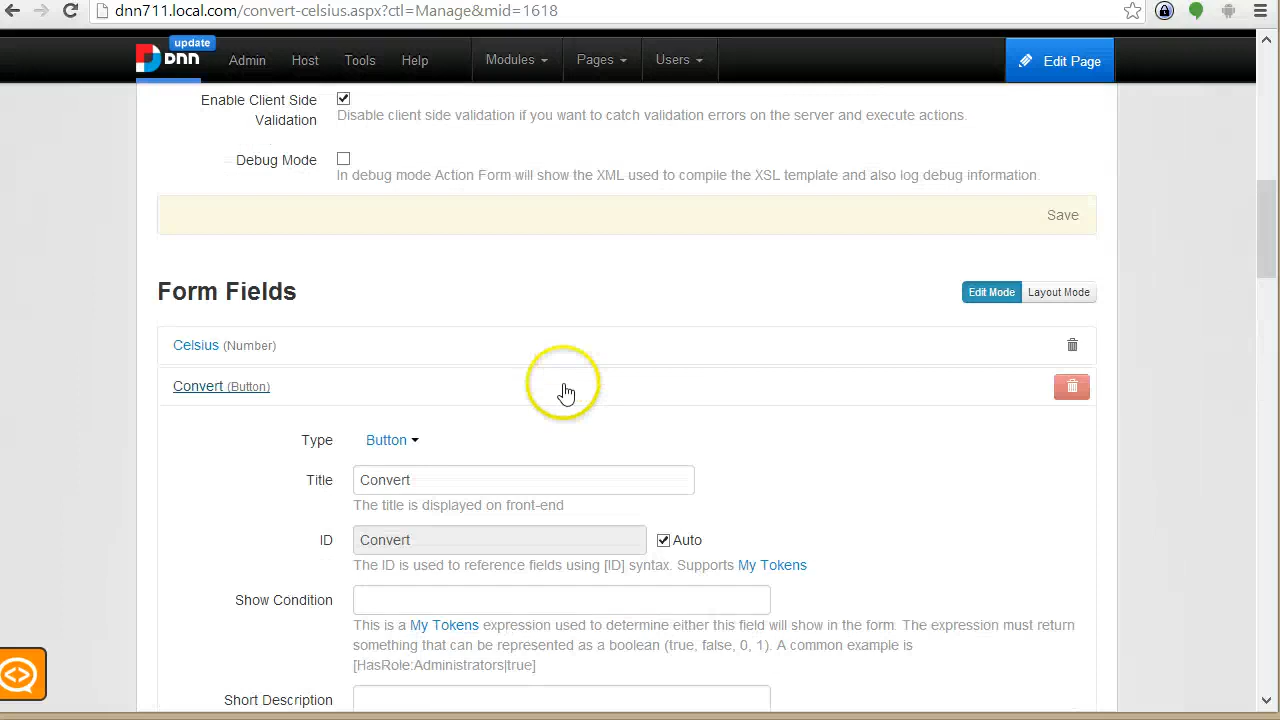 dnn711.local.com/convert-celsius.aspx?ctl=Manage&mid=1618
update
DNN Admin Host Tools Help Modules Pages Users Edit Page
Enable Client Side
Validation
Disable client side validation if you want to catch validation errors on the server and execute actions.
Debug Mode
In debug mode Action Form will show the XML used to compile the XSL template and also log debug information.
Save
Form Fields
Edit Mode Layout Mode
Celsius (Number)
Convert (Button)
Type Button
Title Convert
The title is displayed on front-end
ID Convert Auto
The ID is used to reference fields using [ID] syntax. Supports My Tokens
Show Condition
This is a My Tokens expression used to determine either this field will show in the form. The expression must return
something that can be represented as a boolean (true, false, 0, 1). A common example is
[HasRole:Administrators|true]
Short Description